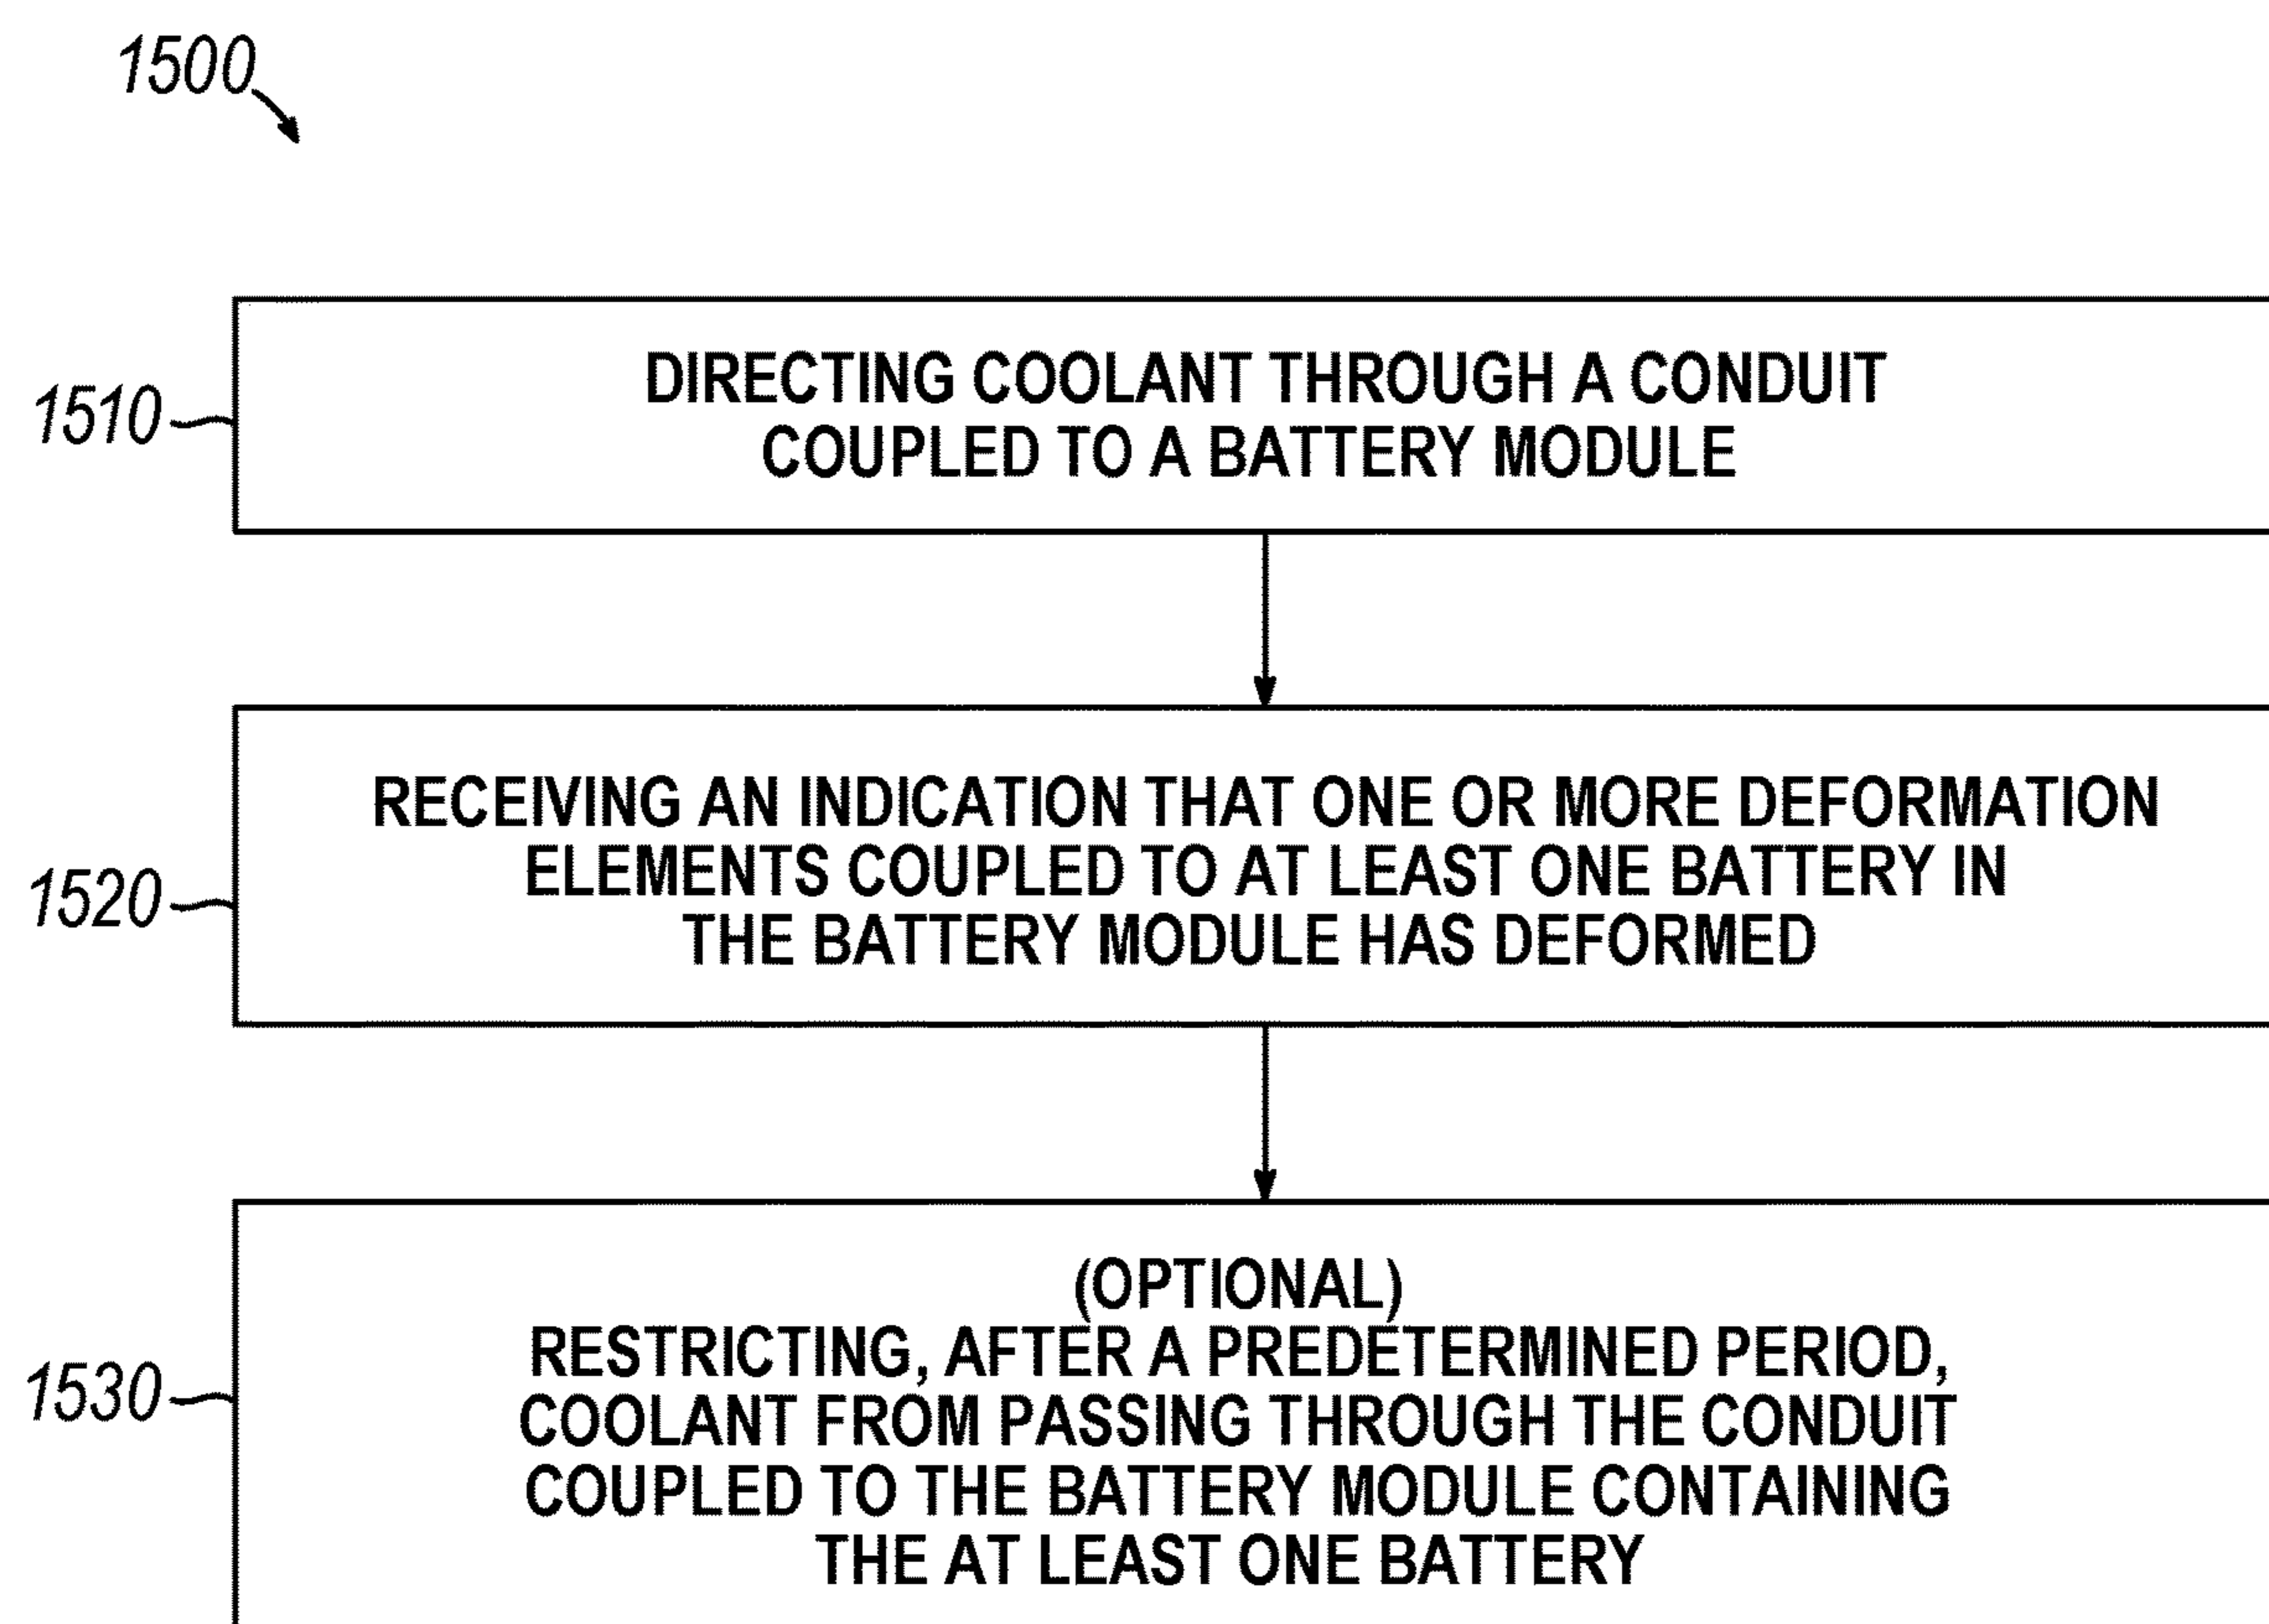 1500
1510
DIRECTING COOLANT THROUGH A CONDUIT
COUPLED TO A BATTERY MODULE
1520
RECEIVING AN INDICATION THAT ONE OR MORE DEFORMATION
ELEMENTS COUPLED TO AT LEAST ONE BATTERY IN
THE BATTERY MODULE HAS DEFORMED
1530
(OPTIONAL)
RESTRICTING, AFTER A PREDETERMINED PERIOD,
COOLANT FROM PASSING THROUGH THE CONDUIT
COUPLED TO THE BATTERY MODULE CONTAINING
THE AT LEAST ONE BATTERY